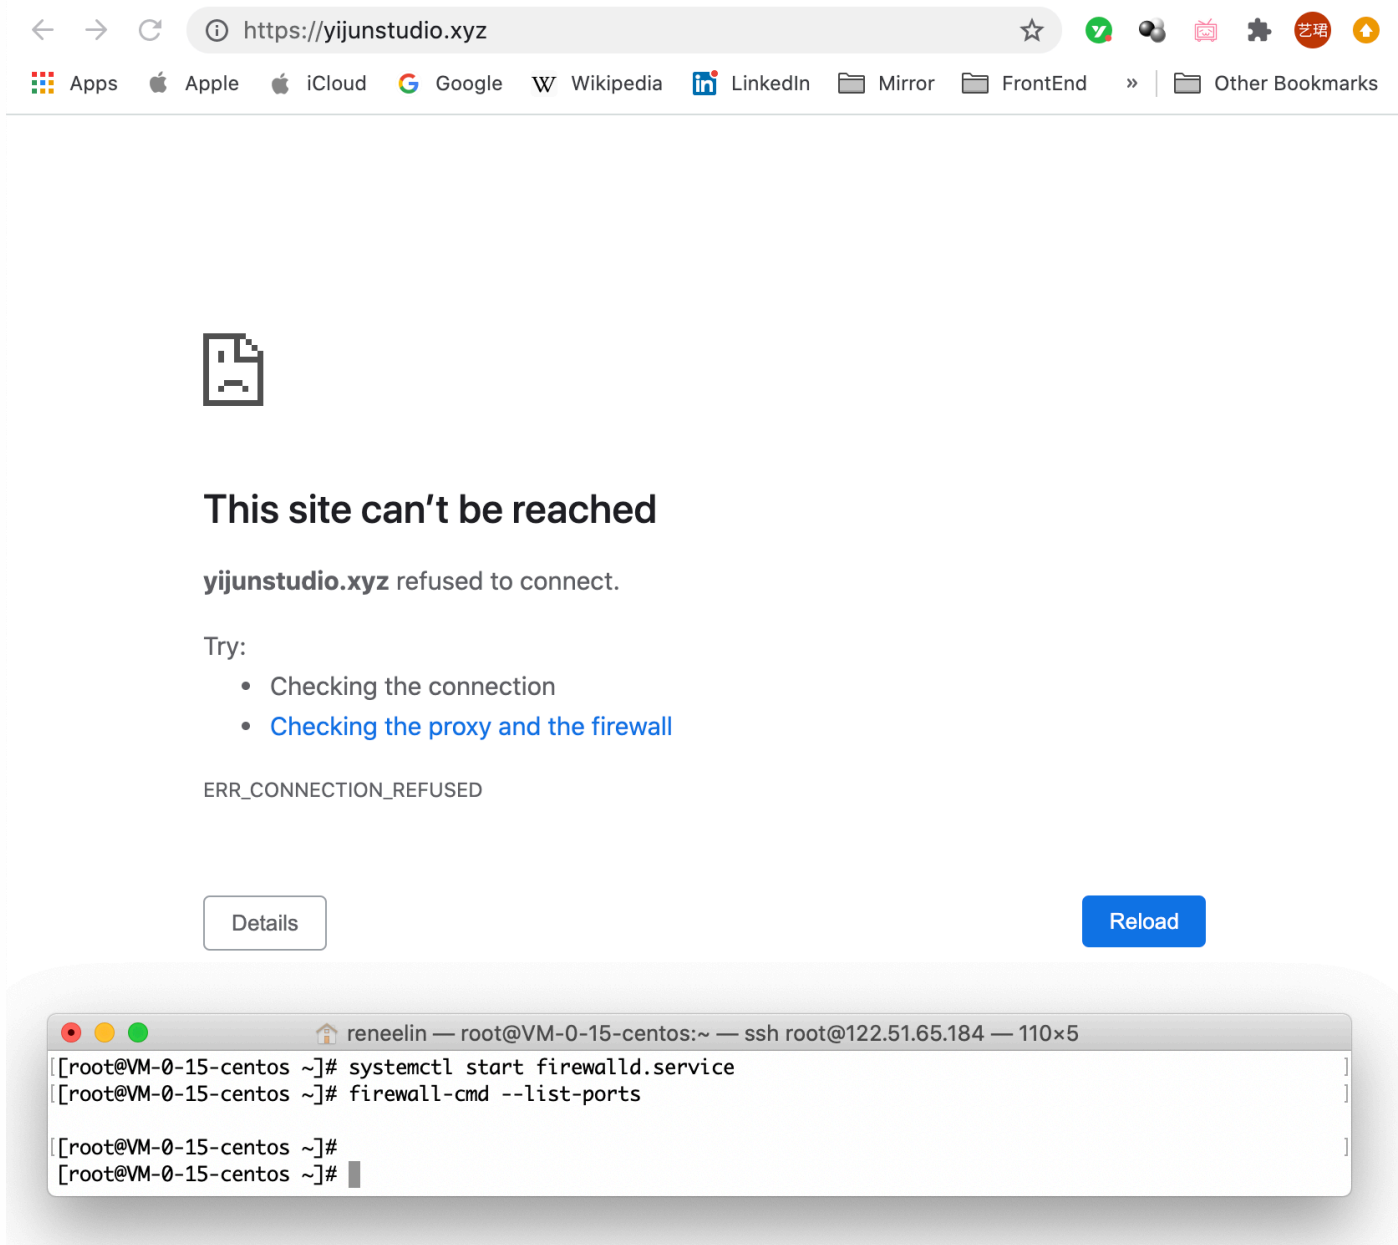 https://yijunstudio.xyz
艺珺
Apps Apple iCloud G Google W Wikipedia in LinkedIn Mirror FrontEnd » Other Bookmarks
This site can't be reached
yijunstudio.xyz refused to connect.
Try:
• Checking the connection
• Checking the proxy and the firewall
ERR_CONNECTION_REFUSED
Details
Reload
reneelin — root@VM-0-15-centos:~ — ssh root@122.51.65.184 — 110×5
[[root@VM-0-15-centos ~]# systemctl start firewalld.service ]
[[root@VM-0-15-centos ~]# firewall-cmd --list-ports ]
[[root@VM-0-15-centos ~]# ]
[root@VM-0-15-centos ~]#